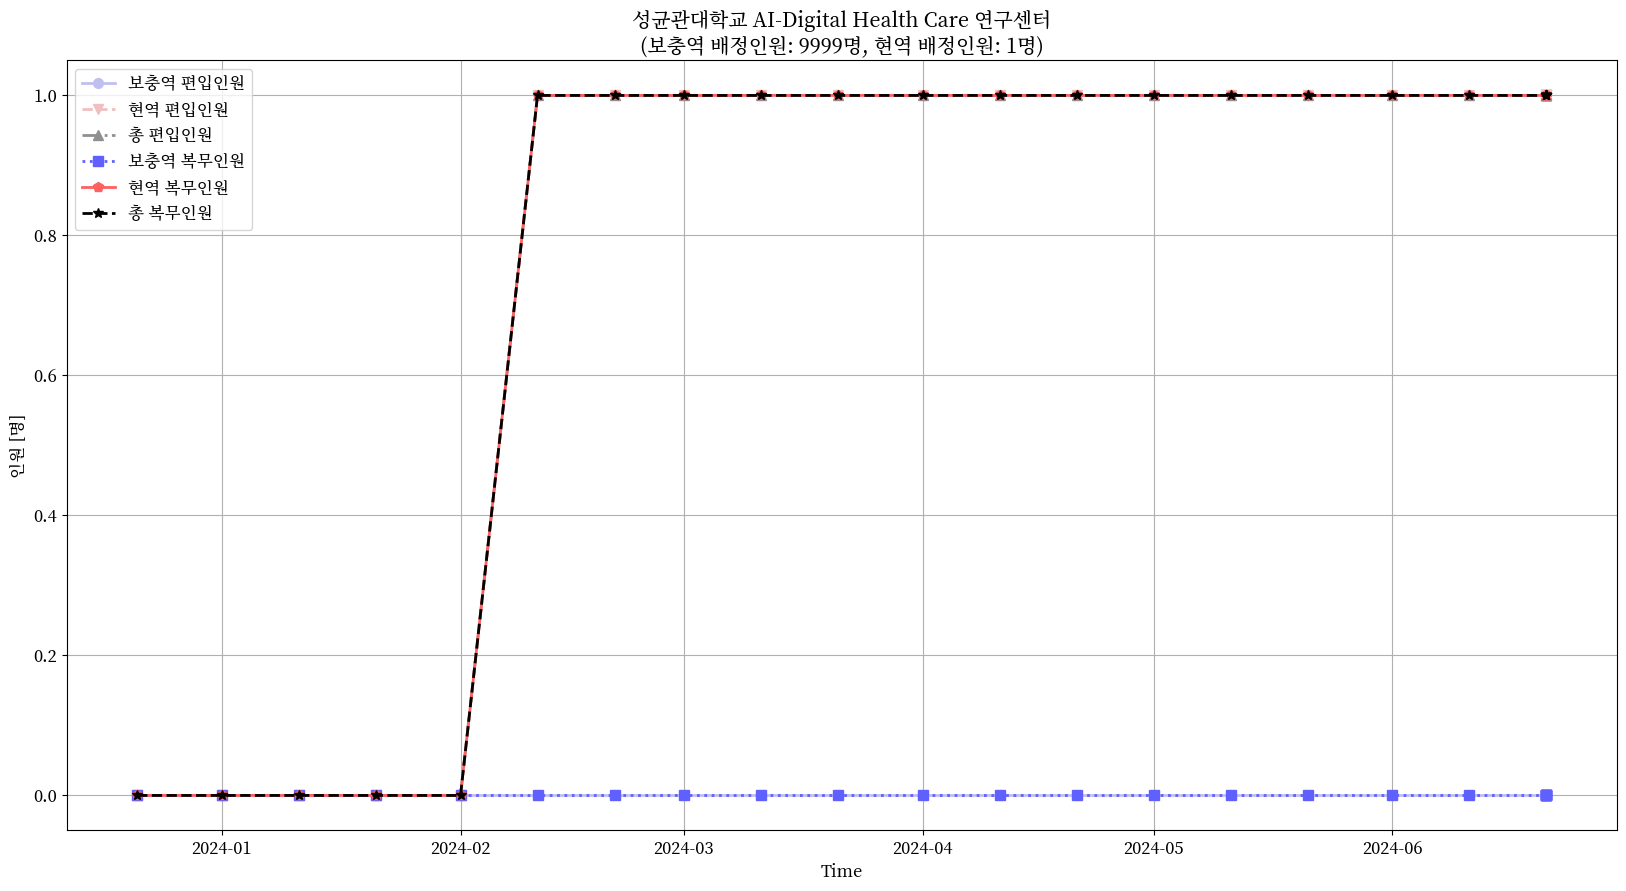 성균관대학교 AI-Digital Health Care 연구센터
(보충역 배정인원: 9999명, 현역 배정인원: 1명)
보충역 편입인원
현역 편입인원
총 편입인원
보충역 복무인원
현역 복무인원
총 복무인원
1.0
0.8
0.6
0.4
0.2
0.0
인원 [명]
2024-01
2024-02
2024-03
2024-04
2024-05
2024-06
Time